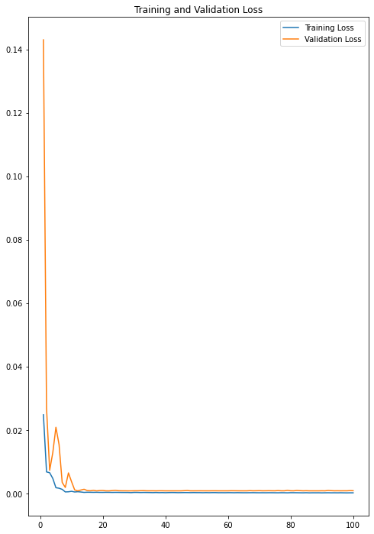 Training and Validation Loss
Training Loss
Validation Loss
0.14
0.12
0.10
0.08
0.06
0.04
0.02
0.00
0 20 40 60 80 100